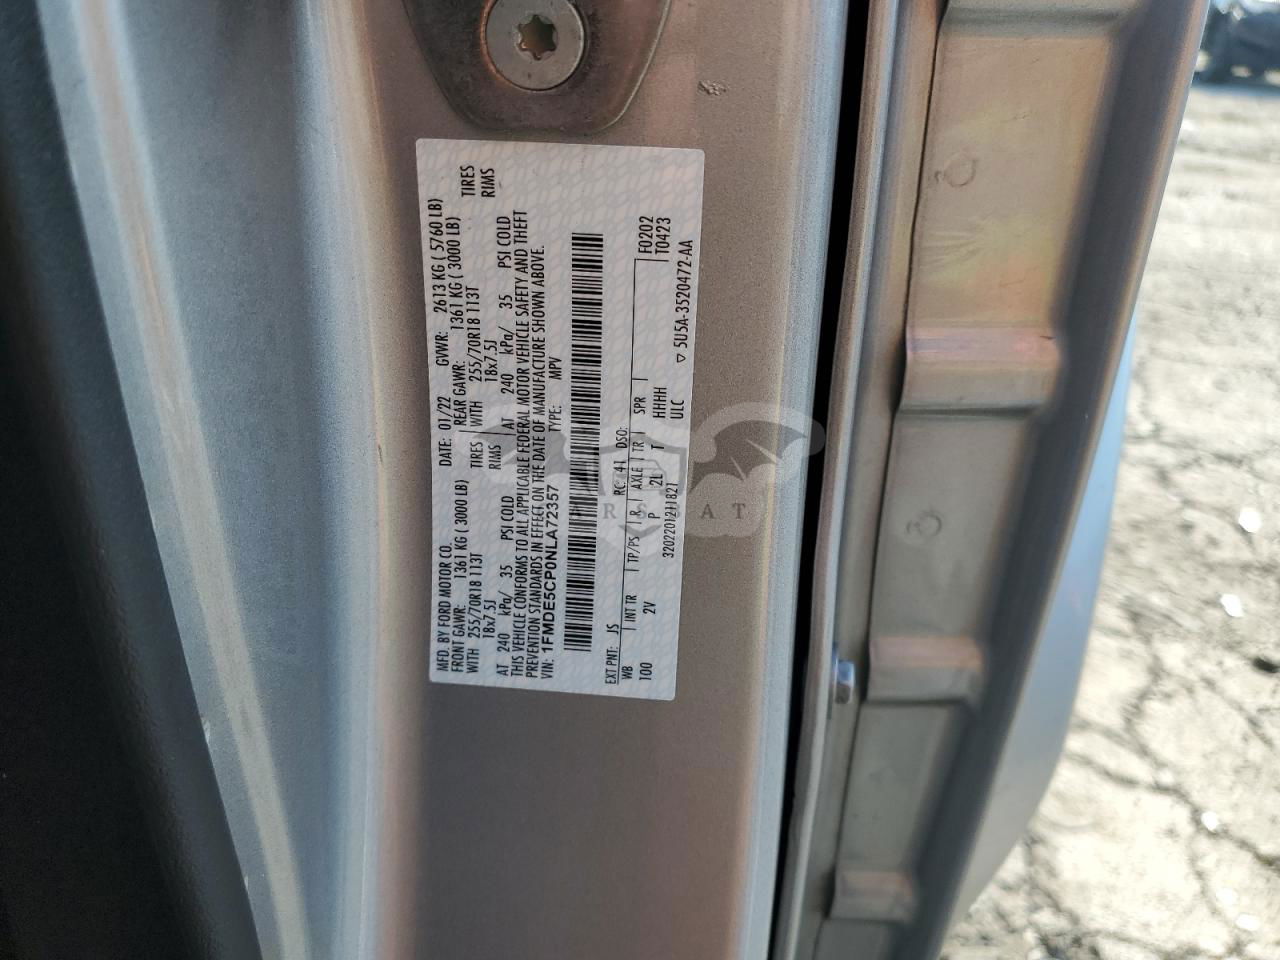 MFD. BY FORD MOTOR CO. DATE: 01/22 GVWR: 2613 KG ( 5760 LB)
FRONT GAWR: 1361 KG ( 3000 LB) REAR GAWR: 1361 KG ( 3000 LB)
WITH 255/70R18 113T TIRES WITH 255/70R18 113T TIRES
18x7.5J RIMS 18x7.5J RIMS
AT 240 kPa/ 35 PSI COLD AT 240 kPa/ 35 PSI COLD
THIS VEHICLE CONFORMS TO ALL APPLICABLE FEDERAL MOTOR VEHICLE SAFETY AND THEFT
PREVENTION STANDARDS IN EFFECT ON THE DATE OF MANUFACTURE SHOWN ABOVE.
VIN: 1FMDE5CP0NLA72357 TYPE: MPV
EXT PNT: JS RC: 41 DSO: F0202
WB INT TR TP/PS R AXLE TR SPR T0423
100 2V P 2L T HHHH
3202201211821 ULC ▽ 5U5A-3520472-AA
CARSBAT